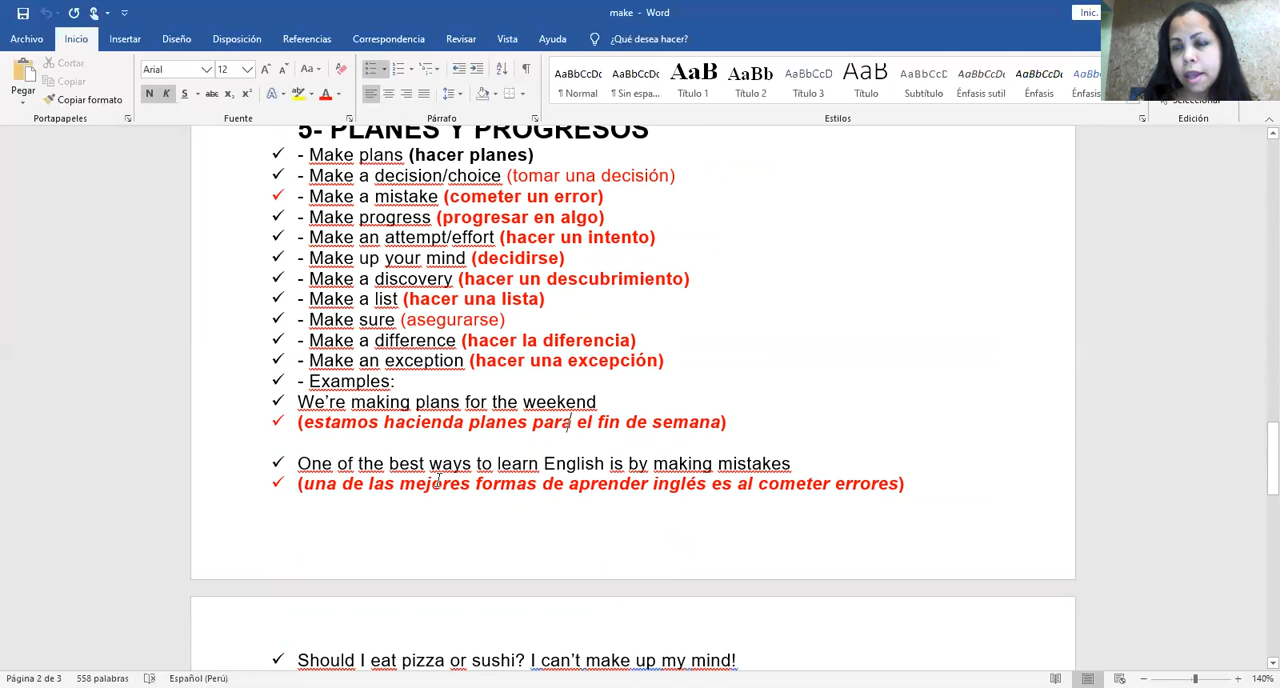 make - Word
Inic.
Archivo Inicio Insertar Diseño Disposición Referencias Correspondencia Revisar Vista Ayuda ¿Qué desea hacer?
Pegar
Cortar
Copiar
Copiar formato
Portapapeles
Arial 12
N K S abc x₂ x²
Fuente
Párrafo
AaBbCcDc ¶ Normal
AaBbCcDc ¶ Sin espa...
AaB Título 1
AaBb Título 2
AaBbCcD Título 3
AaB Título
AaBbCcD Subtítulo
AaBbCcDc Énfasis sutil
AaBbCcDc Énfasis
Estilos
Seleccionar
Edición
5- PLANES Y PROGRESOS
✓ - Make plans (hacer planes)
✓ - Make a decision/choice (tomar una decisión)
✓ - Make a mistake (cometer un error)
✓ - Make progress (progresar en algo)
✓ - Make an attempt/effort (hacer un intento)
✓ - Make up your mind (decidirse)
✓ - Make a discovery (hacer un descubrimiento)
✓ - Make a list (hacer una lista)
✓ - Make sure (asegurarse)
✓ - Make a difference (hacer la diferencia)
✓ - Make an exception (hacer una excepción)
✓ - Examples:
✓ We’re making plans for the weekend
✓ (estamos hacienda planes para el fin de semana)
✓ One of the best ways to learn English is by making mistakes
✓ (una de las mejores formas de aprender inglés es al cometer errores)
✓ Should I eat pizza or sushi? I can’t make up my mind!
Página 2 de 3 558 palabras Español (Perú) 140%